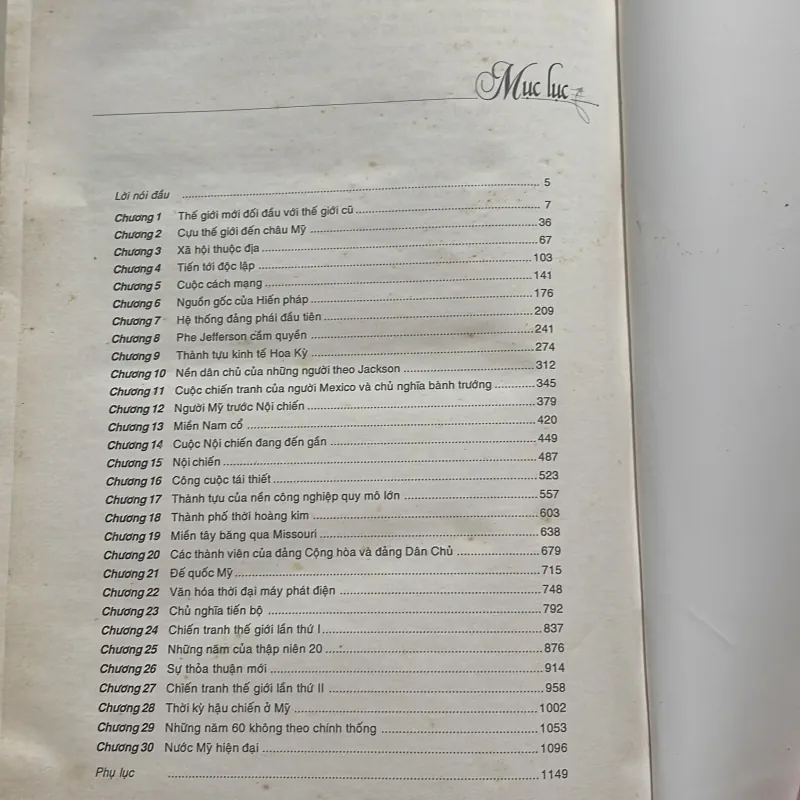 Mục lục
Lời nói đầu ........ 5
Chương 1 Thế giới mới đối đầu với thế giới cũ ........ 7
Chương 2 Cựu thế giới đến châu Mỹ ........ 36
Chương 3 Xã hội thuộc địa ........ 67
Chương 4 Tiến tới độc lập ........ 103
Chương 5 Cuộc cách mạng ........ 141
Chương 6 Nguồn gốc của Hiến pháp ........ 176
Chương 7 Hệ thống đảng phái đầu tiên ........ 209
Chương 8 Phe Jefferson cầm quyền ........ 241
Chương 9 Thành tựu kinh tế Hoa Kỳ ........ 274
Chương 10 Nền dân chủ của những người theo Jackson ........ 312
Chương 11 Cuộc chiến tranh của người Mexico và chủ nghĩa bành trướng ........ 345
Chương 12 Người Mỹ trước Nội chiến ........ 379
Chương 13 Miền Nam cổ ........ 420
Chương 14 Cuộc Nội chiến đang đến gần ........ 449
Chương 15 Nội chiến ........ 487
Chương 16 Công cuộc tái thiết ........ 523
Chương 17 Thành tựu của nền công nghiệp quy mô lớn ........ 557
Chương 18 Thành phố thời hoàng kim ........ 603
Chương 19 Miền tây băng qua Missouri ........ 638
Chương 20 Các thành viên của đảng Cộng hòa và đảng Dân Chủ ........ 679
Chương 21 Đế quốc Mỹ ........ 715
Chương 22 Văn hóa thời đại máy phát điện ........ 748
Chương 23 Chủ nghĩa tiến bộ ........ 792
Chương 24 Chiến tranh thế giới lần thứ I ........ 837
Chương 25 Những năm của thập niên 20 ........ 876
Chương 26 Sự thỏa thuận mới ........ 914
Chương 27 Chiến tranh thế giới lần thứ II ........ 958
Chương 28 Thời kỳ hậu chiến ở Mỹ ........ 1002
Chương 29 Những năm 60 không theo chính thống ........ 1053
Chương 30 Nước Mỹ hiện đại ........ 1096
Phụ lục ........ 1149